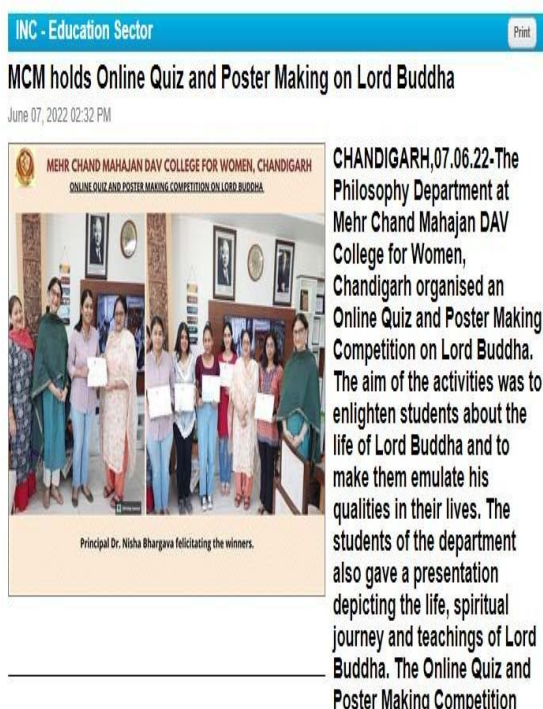 INC - Education Sector
Print
MCM holds Online Quiz and Poster Making on Lord Buddha
June 07, 2022 02:32 PM
MEHR CHAND MAHAJAN DAV COLLEGE FOR WOMEN, CHANDIGARH
ONLINE QUIZ AND POSTER MAKING COMPETITION ON LORD BUDDHA
Principal Dr. Nisha Bhargava felicitating the winners.
CHANDIGARH,07.06.22-The
Philosophy Department at
Mehr Chand Mahajan DAV
College for Women,
Chandigarh organised an
Online Quiz and Poster Making
Competition on Lord Buddha.
The aim of the activities was to
enlighten students about the
life of Lord Buddha and to
make them emulate his
qualities in their lives. The
students of the department
also gave a presentation
depicting the life, spiritual
journey and teachings of Lord
Buddha. The Online Quiz and
Poster Making Competition